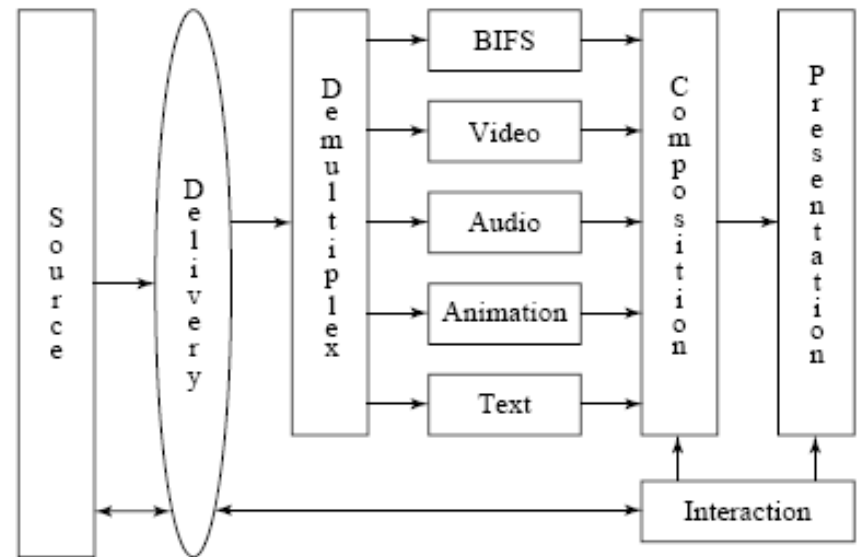 Source
Delivery
Demultiplex
BIFS
Video
Audio
Animation
Text
Composition
Presentation
Interaction